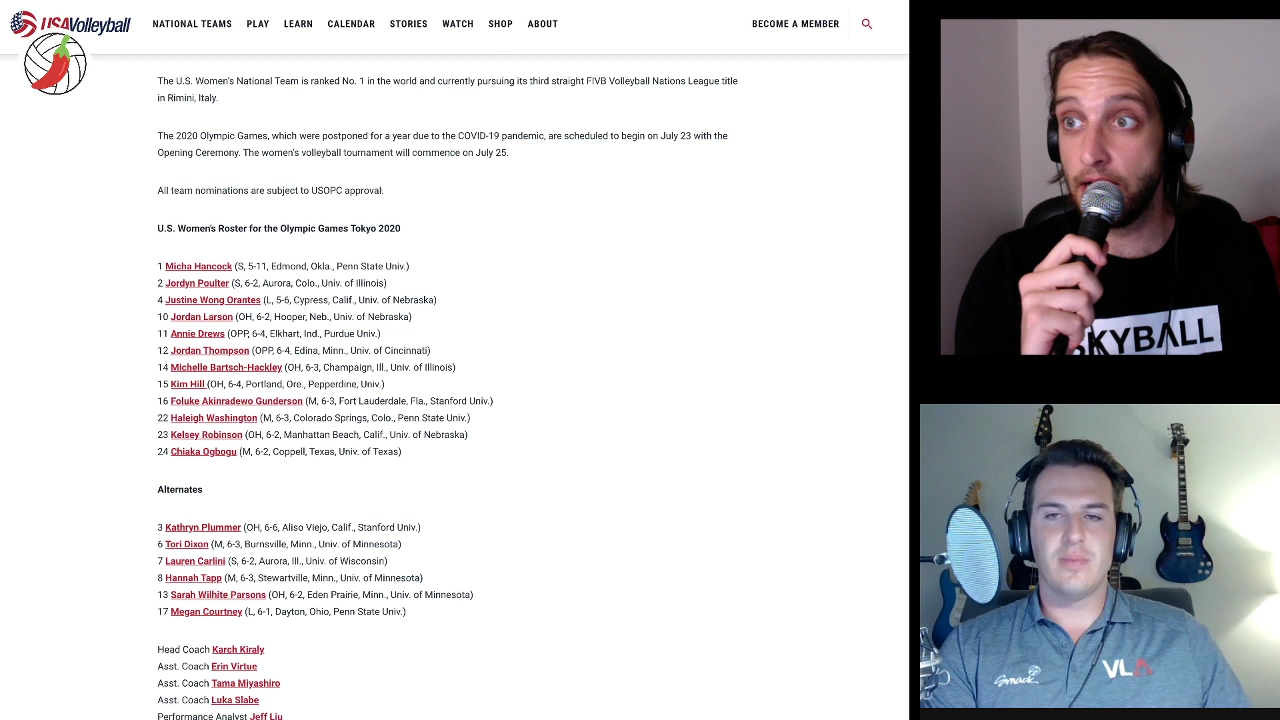 USAVolleyball
NATIONAL TEAMS PLAY LEARN CALENDAR STORIES WATCH SHOP ABOUT BECOME A MEMBER
The U.S. Women's National Team is ranked No. 1 in the world and currently pursuing its third straight FIVB Volleyball Nations League title
in Rimini, Italy.
The 2020 Olympic Games, which were postponed for a year due to the COVID-19 pandemic, are scheduled to begin on July 23 with the
Opening Ceremony. The women's volleyball tournament will commence on July 25.
All team nominations are subject to USOPC approval.
U.S. Women's Roster for the Olympic Games Tokyo 2020
1 Micha Hancock (S, 5-11, Edmond, Okla., Penn State Univ.)
2 Jordyn Poulter (S, 6-2, Aurora, Colo., Univ. of Illinois)
4 Justine Wong Orantes (L, 5-6, Cypress, Calif., Univ. of Nebraska)
10 Jordan Larson (OH, 6-2, Hooper, Neb., Univ. of Nebraska)
11 Annie Drews (OPP, 6-4, Elkhart, Ind., Purdue Univ.)
12 Jordan Thompson (OPP, 6-4, Edina, Minn., Univ. of Cincinnati)
14 Michelle Bartsch-Hackley (OH, 6-3, Champaign, Ill., Univ. of Illinois)
15 Kim Hill (OH, 6-4, Portland, Ore., Pepperdine, Univ.)
16 Foluke Akinradewo Gunderson (M, 6-3, Fort Lauderdale, Fla., Stanford Univ.)
22 Haleigh Washington (M, 6-3, Colorado Springs, Colo., Penn State Univ.)
23 Kelsey Robinson (OH, 6-2, Manhattan Beach, Calif., Univ. of Nebraska)
24 Chiaka Ogbogu (M, 6-2, Coppell, Texas, Univ. of Texas)
Alternates
3 Kathryn Plummer (OH, 6-6, Aliso Viejo, Calif., Stanford Univ.)
6 Tori Dixon (M, 6-3, Burnsville, Minn., Univ. of Minnesota)
7 Lauren Carlini (S, 6-2, Aurora, Ill., Univ. of Wisconsin)
8 Hannah Tapp (M, 6-3, Stewartville, Minn., Univ. of Minnesota)
13 Sarah Wilhite Parsons (OH, 6-2, Eden Prairie, Minn., Univ. of Minnesota)
17 Megan Courtney (L, 6-1, Dayton, Ohio, Penn State Univ.)
Head Coach Karch Kiraly
Asst. Coach Erin Virtue
Asst. Coach Tama Miyashiro
Asst. Coach Luka Slabe
Performance Analyst Jeff Liu
KYBALL
Smack
VLA